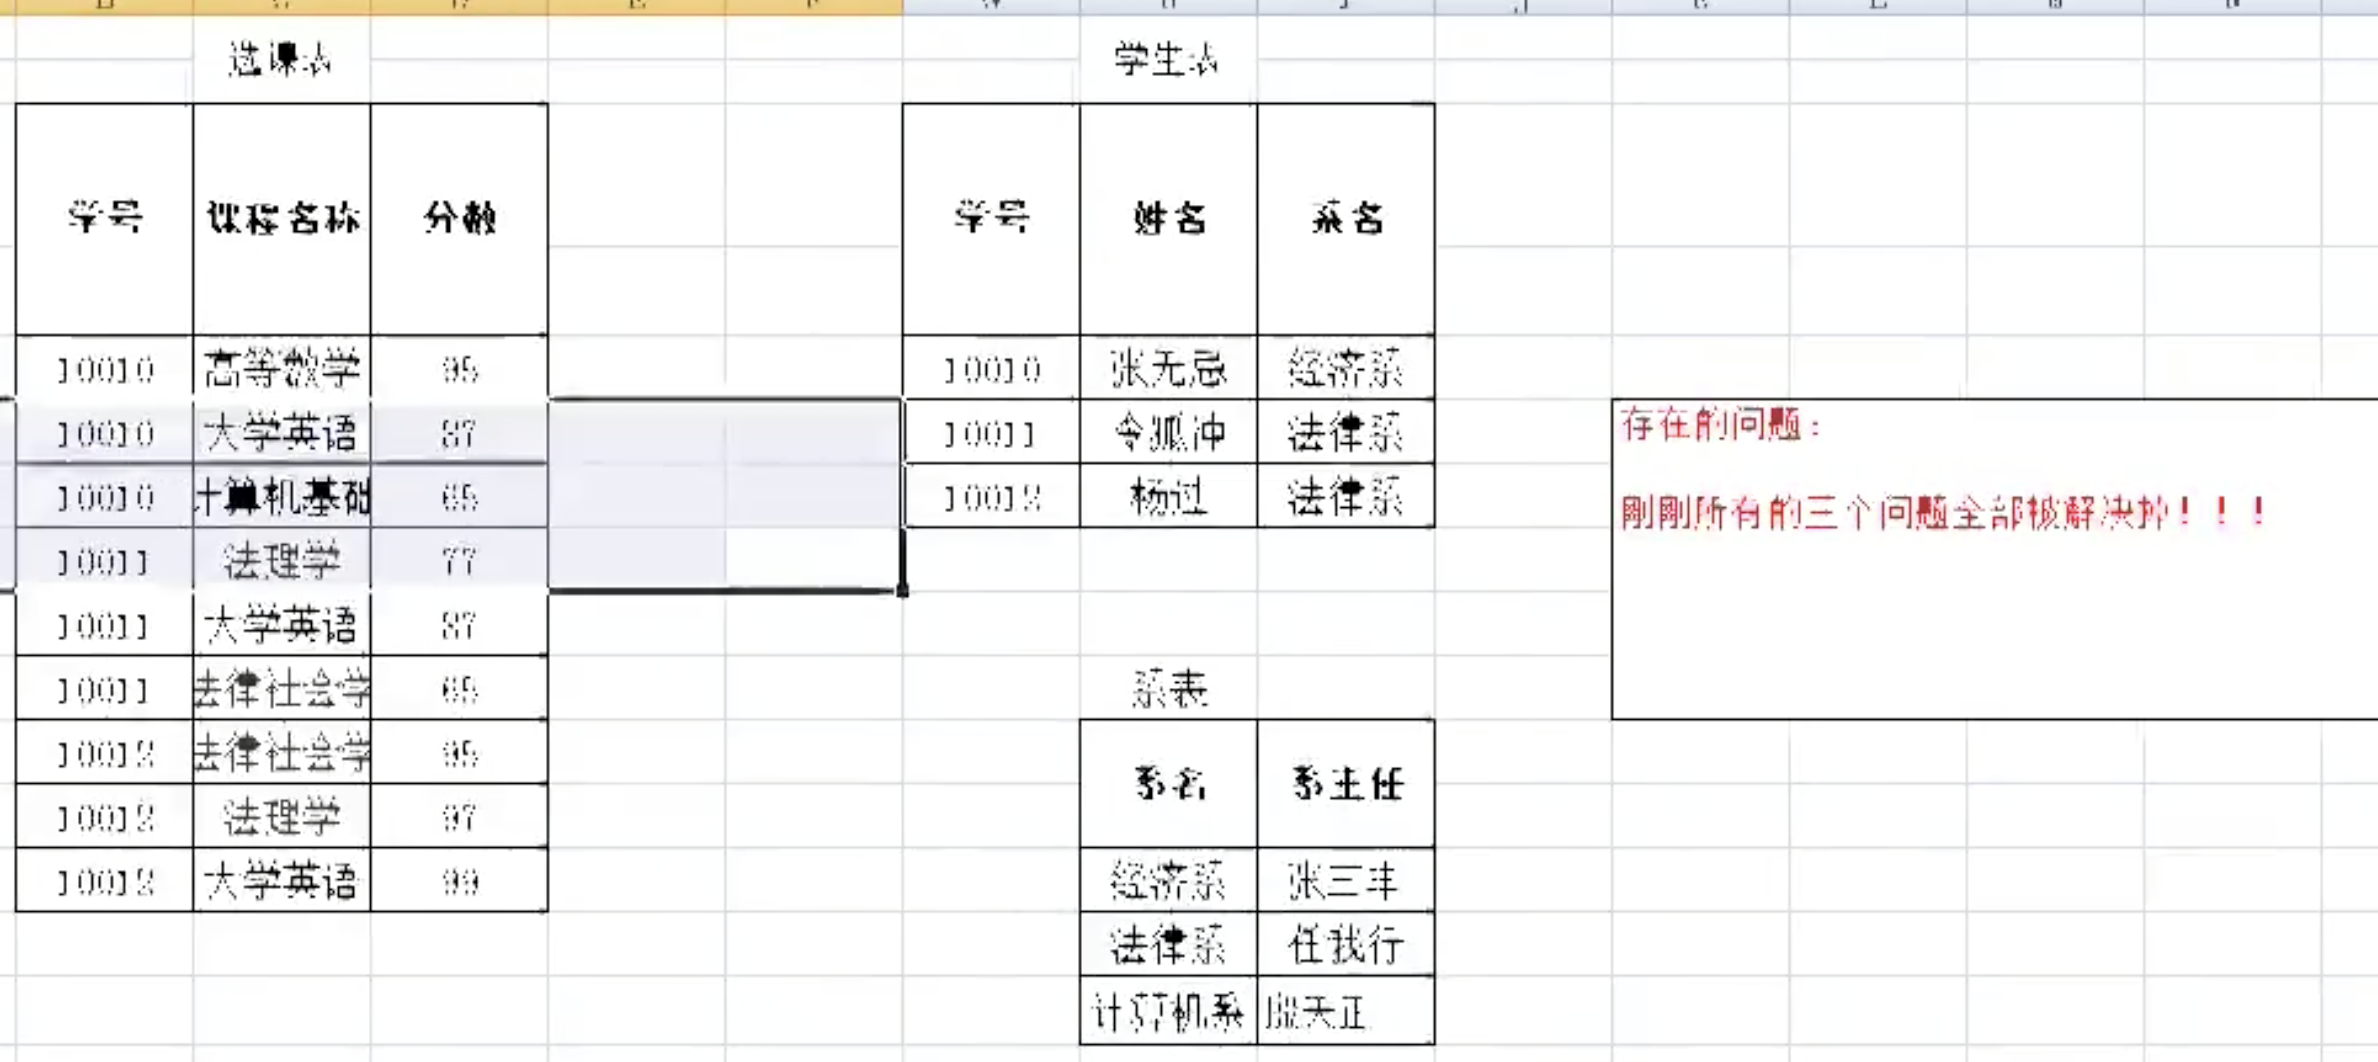 选课表
学号 课程名称 分数
10010 高等数学 95
10010 大学英语 87
10010 计算机基础 65
10011 法理学 77
10011 大学英语 87
10011 法律社会学 65
10012 法律社会学 95
10012 法理学 97
10012 大学英语 99
学生表
学号 姓名 系名
10010 张无忌 经济系
10011 令狐冲 法律系
10012 杨过 法律系
系表
系名 系主任
经济系 张三丰
法律系 任我行
计算机系 殷天正
存在的问题：
刚刚所有的三个问题全部被解决掉！！！